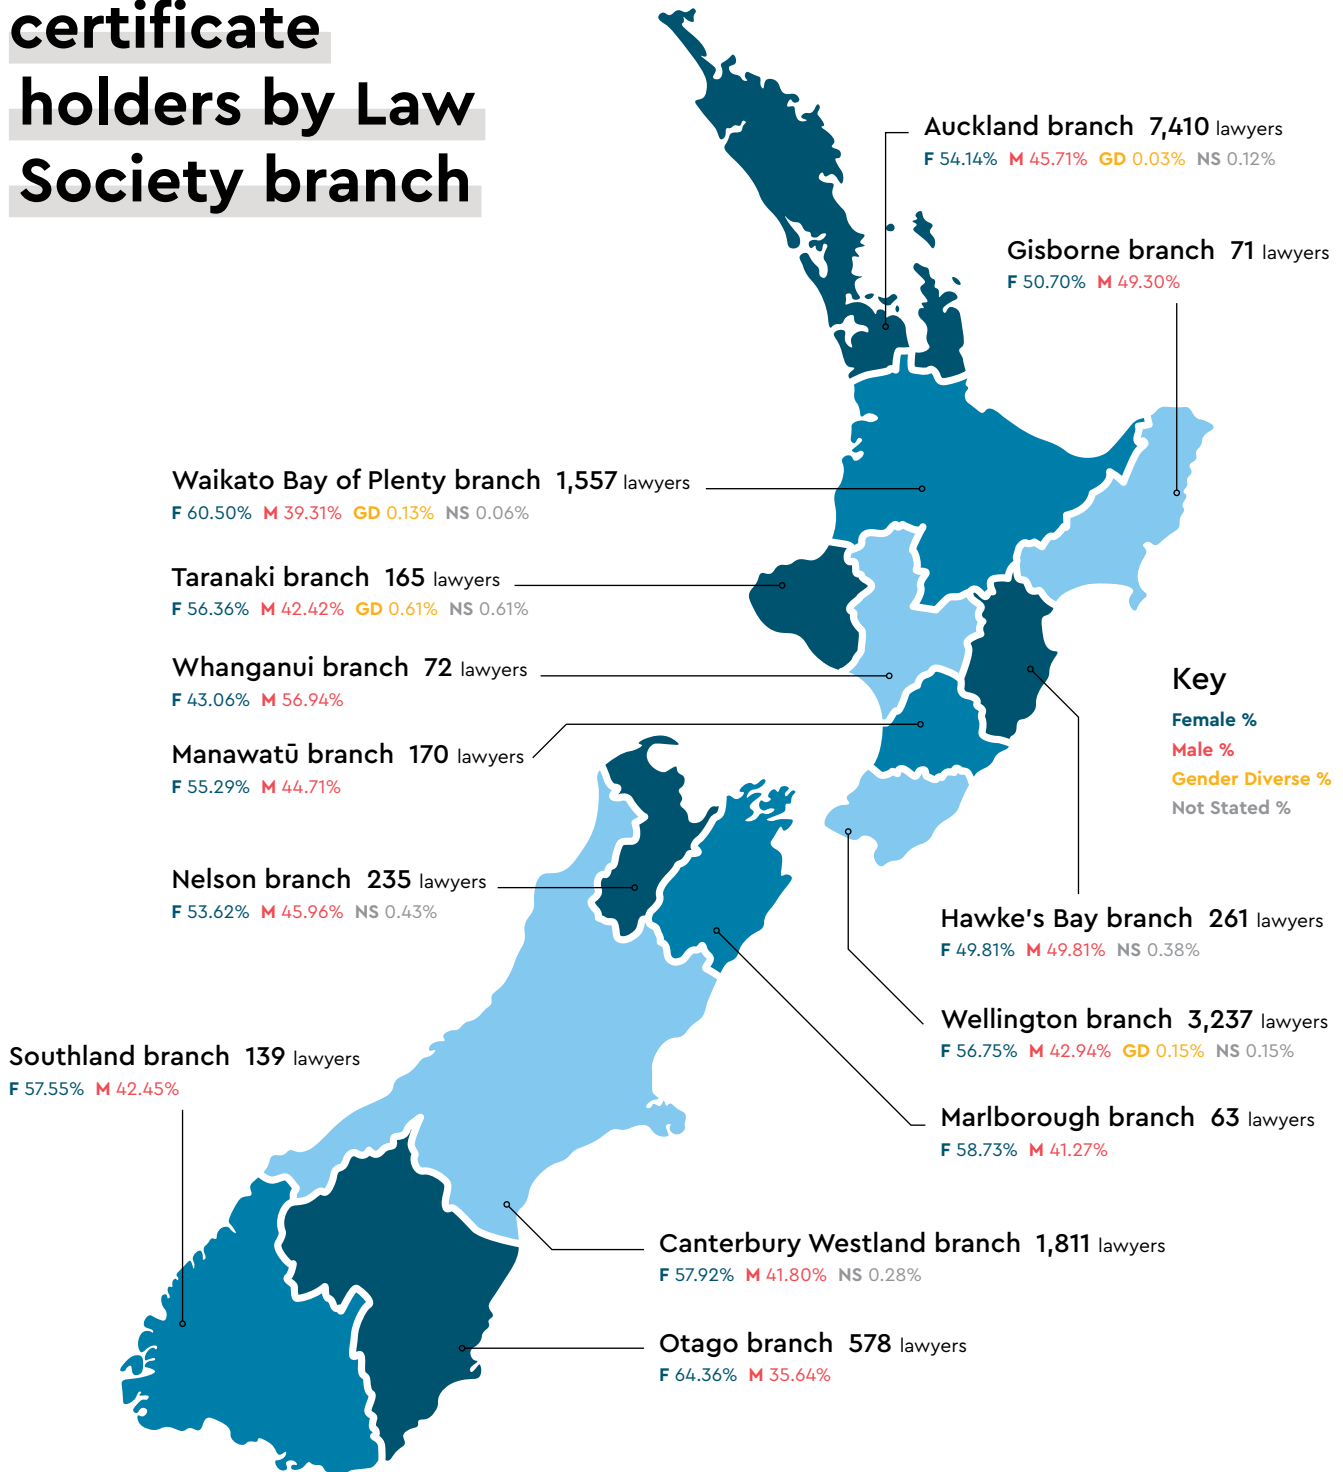 certificate
holders by Law
Society branch
Auckland branch 7,410 lawyers
F 54.14% M 45.71% GD 0.03% NS 0.12%
Gisborne branch 71 lawyers
F 50.70% M 49.30%
Waikato Bay of Plenty branch 1,557 lawyers
F 60.50% M 39.31% GD 0.13% NS 0.06%
Taranaki branch 165 lawyers
F 56.36% M 42.42% GD 0.61% NS 0.61%
Whanganui branch 72 lawyers
F 43.06% M 56.94%
Manawatū branch 170 lawyers
F 55.29% M 44.71%
Key
Female %
Male %
Gender Diverse %
Not Stated %
Nelson branch 235 lawyers
F 53.62% M 45.96% NS 0.43%
Hawke's Bay branch 261 lawyers
F 49.81% M 49.81% NS 0.38%
Wellington branch 3,237 lawyers
F 56.75% M 42.94% GD 0.15% NS 0.15%
Southland branch 139 lawyers
F 57.55% M 42.45%
Marlborough branch 63 lawyers
F 58.73% M 41.27%
Canterbury Westland branch 1,811 lawyers
F 57.92% M 41.80% NS 0.28%
Otago branch 578 lawyers
F 64.36% M 35.64%